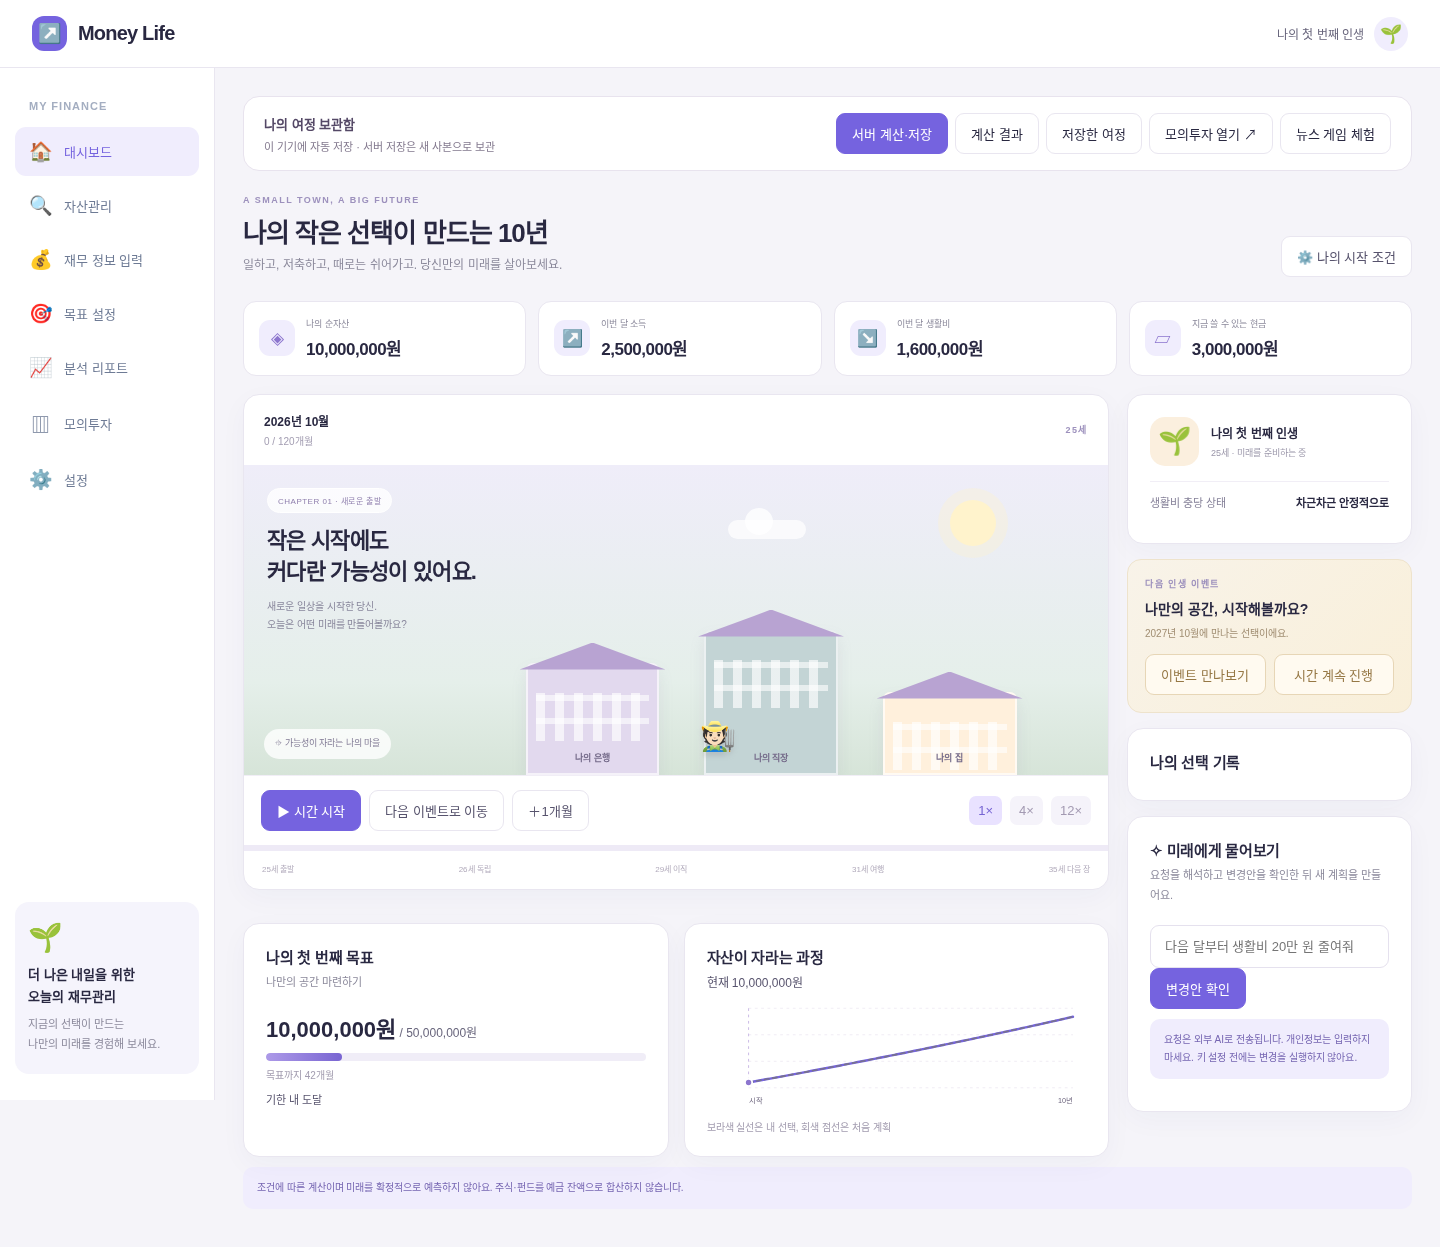 Money Life
나의 첫 번째 인생
MY FINANCE
대시보드
자산관리
재무 정보 입력
목표 설정
분석 리포트
모의투자
설정
더 나은 내일을 위한
오늘의 재무관리
지금의 선택이 만드는
나만의 미래를 경험해 보세요.
나의 여정 보관함
이 기기에 자동 저장 · 서버 저장은 새 사본으로 보관
서버 계산·저장
계산 결과
저장한 여정
모의투자 열기 ↗
뉴스 게임 체험
A SMALL TOWN, A BIG FUTURE
나의 작은 선택이 만드는 10년
일하고, 저축하고, 때로는 쉬어가고. 당신만의 미래를 살아보세요.
⚙️ 나의 시작 조건
나의 순자산
10,000,000원
이번 달 소득
2,500,000원
이번 달 생활비
1,600,000원
지금 쓸 수 있는 현금
3,000,000원
2026년 10월
0 / 120개월
25세
CHAPTER 01 · 새로운 출발
작은 시작에도
커다란 가능성이 있어요.
새로운 일상을 시작한 당신.
오늘은 어떤 미래를 만들어볼까요?
가능성이 자라는 나의 마을
나의 은행
나의 직장
나의 집
▶ 시간 시작
다음 이벤트로 이동
＋1개월
1×
4×
12×
25세 출발
26세 독립
29세 이직
31세 여행
35세 다음 장
나의 첫 번째 목표
나만의 공간 마련하기
10,000,000원 / 50,000,000원
목표까지 42개월
기한 내 도달
자산이 자라는 과정
현재 10,000,000원
시작
10년
보라색 실선은 내 선택, 회색 점선은 처음 계획
나의 첫 번째 인생
25세 · 미래를 준비하는 중
생활비 충당 상태
차근차근 안정적으로
다음 인생 이벤트
나만의 공간, 시작해볼까요?
2027년 10월에 만나는 선택이에요.
이벤트 만나보기
시간 계속 진행
나의 선택 기록
✧ 미래에게 물어보기
요청을 해석하고 변경안을 확인한 뒤 새 계획을 만들
어요.
다음 달부터 생활비 20만 원 줄여줘
변경안 확인
요청은 외부 AI로 전송됩니다. 개인정보는 입력하지
마세요. 키 설정 전에는 변경을 실행하지 않아요.
조건에 따른 계산이며 미래를 확정적으로 예측하지 않아요. 주식·펀드를 예금 잔액으로 합산하지 않습니다.